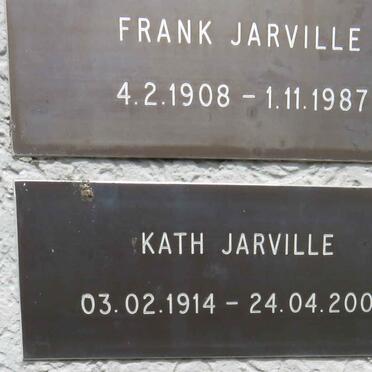 FRANK JARVILLE
4.2.1908 – 1.11.1987
KATH JARVILLE
03.02.1914 – 24.04.200